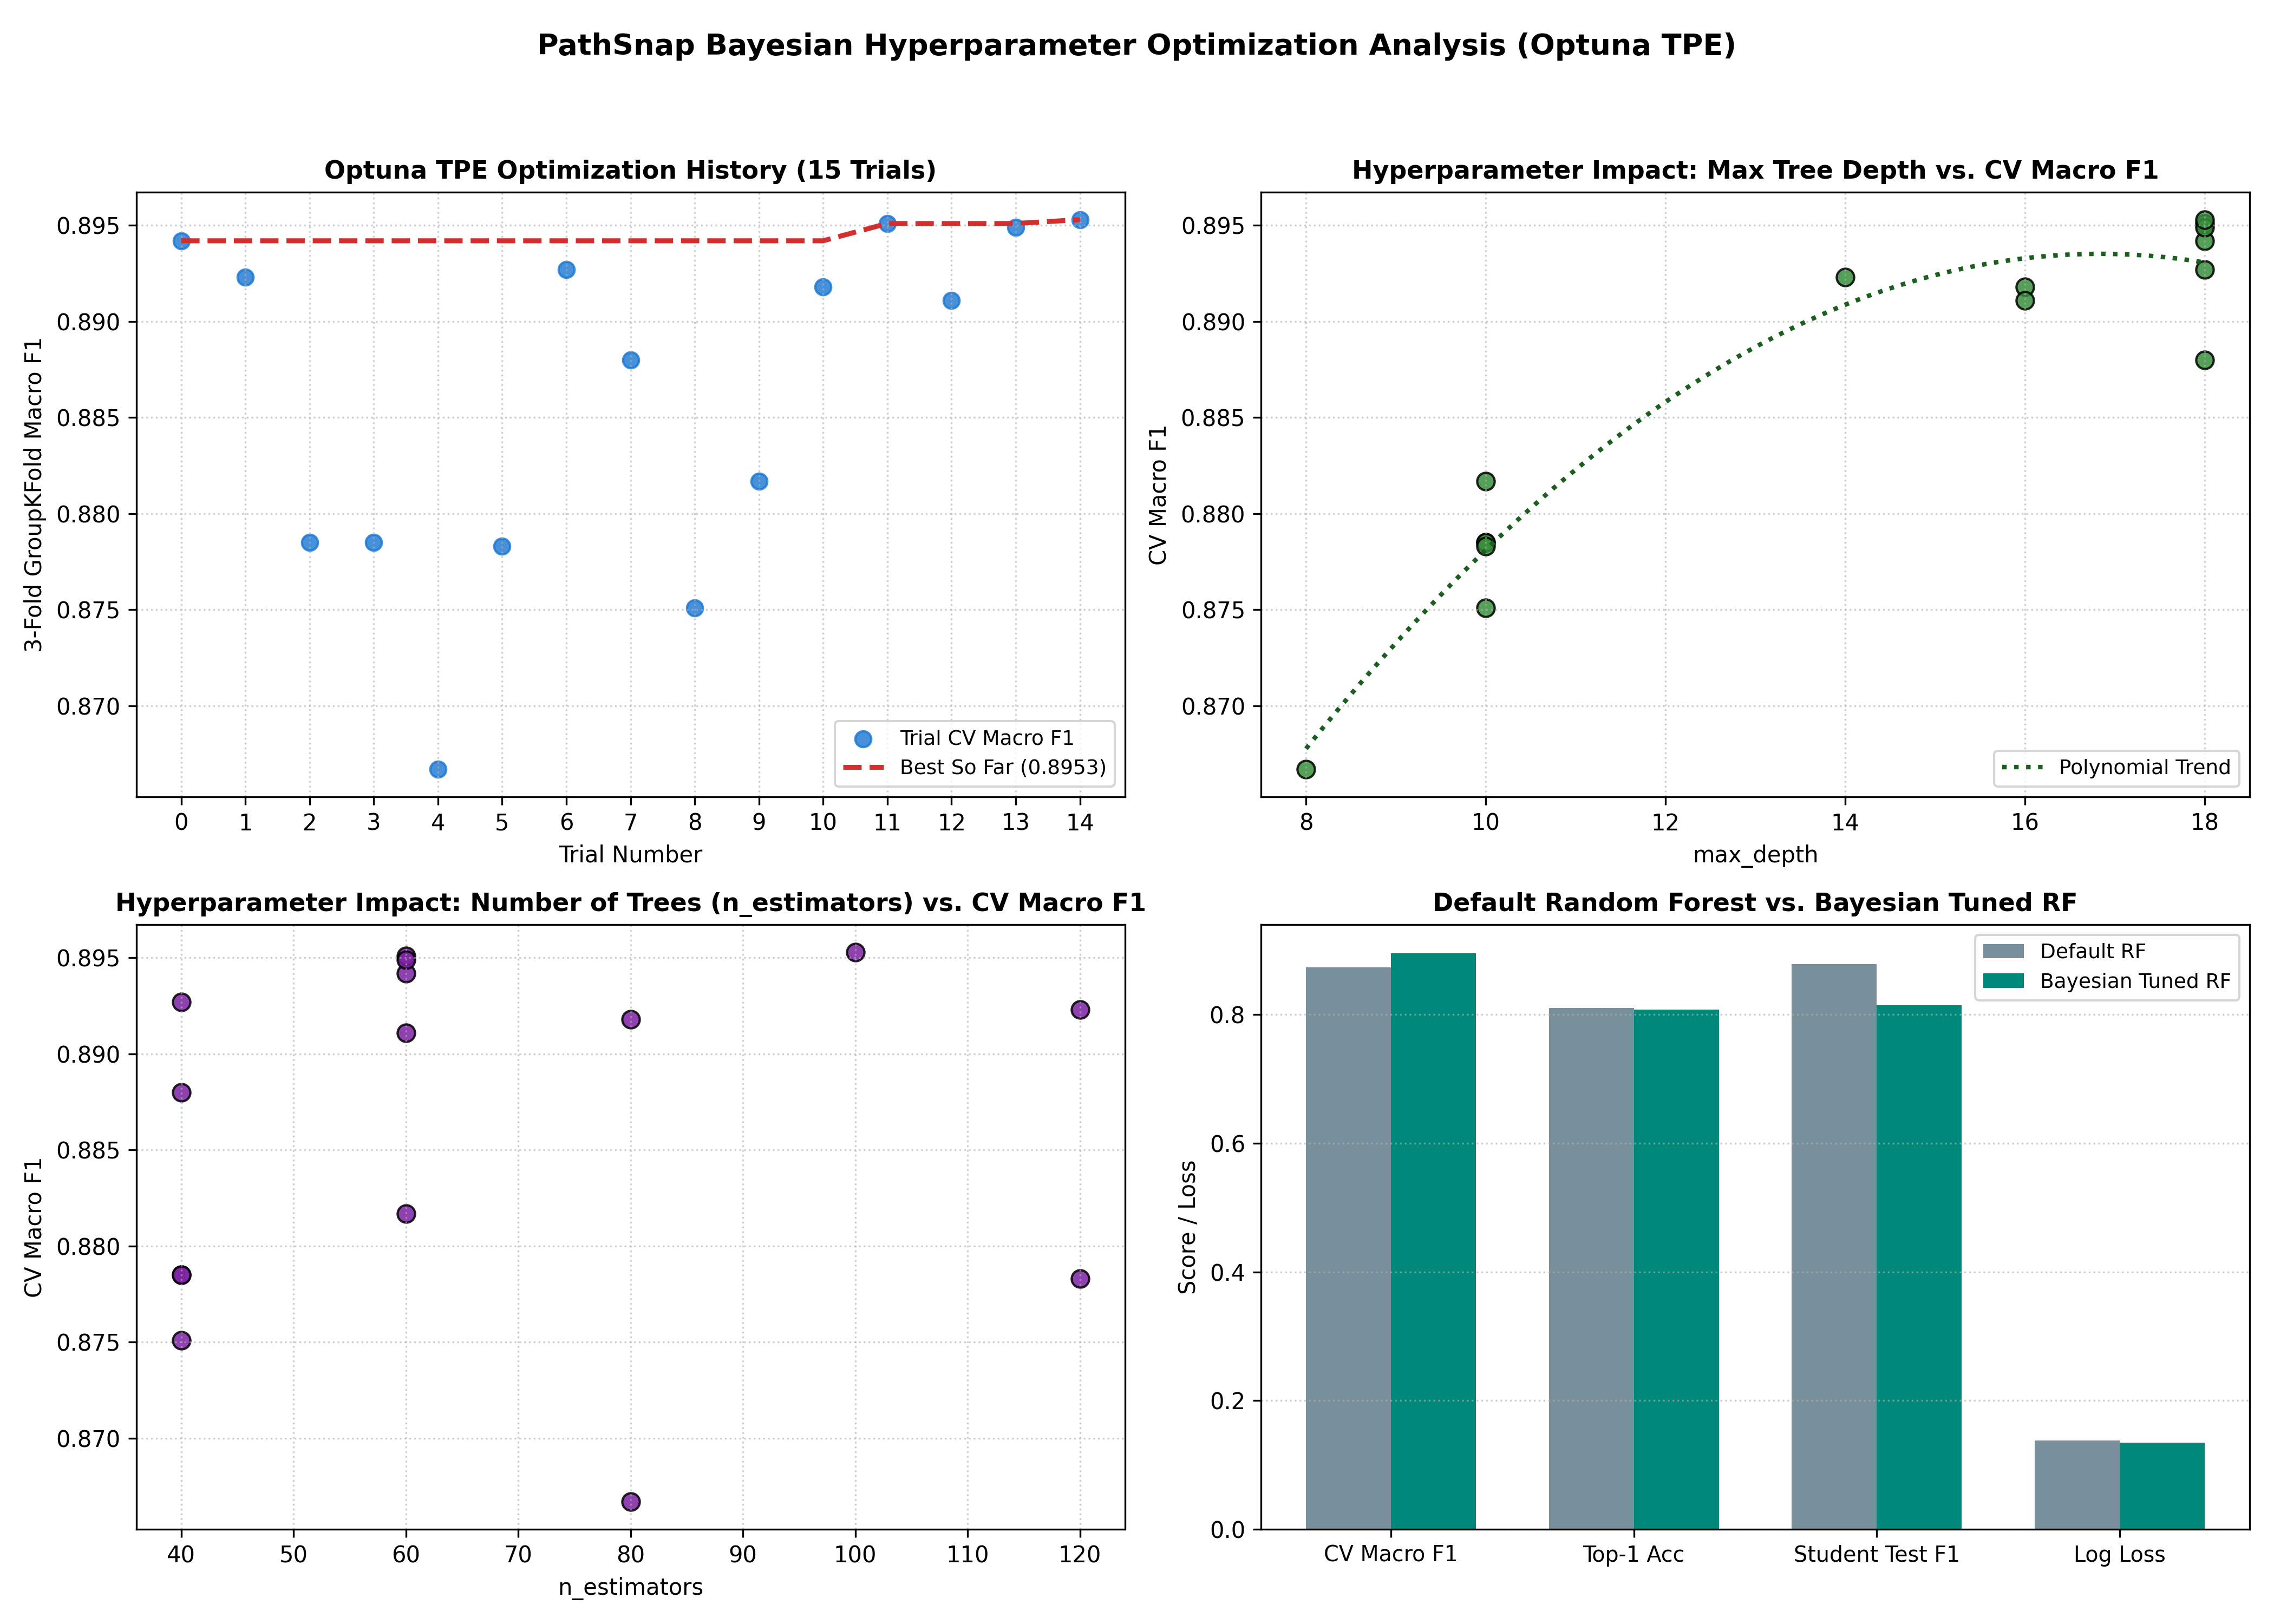 PathSnap Bayesian Hyperparameter Optimization Analysis (Optuna TPE)
Optuna TPE Optimization History (15 Trials)
3-Fold GroupKFold Macro F1
0.895
0.890
0.885
0.880
0.875
0.870
0 1 2 3 4 5 6 7 8 9 10 11 12 13 14
Trial Number
Trial CV Macro F1
Best So Far (0.8953)
Hyperparameter Impact: Max Tree Depth vs. CV Macro F1
CV Macro F1
0.895
0.890
0.885
0.880
0.875
0.870
8 10 12 14 16 18
max_depth
Polynomial Trend
Hyperparameter Impact: Number of Trees (n_estimators) vs. CV Macro F1
CV Macro F1
0.895
0.890
0.885
0.880
0.875
0.870
40 50 60 70 80 90 100 110 120
n_estimators
Default Random Forest vs. Bayesian Tuned RF
Score / Loss
0.8
0.6
0.4
0.2
0.0
CV Macro F1 Top-1 Acc Student Test F1 Log Loss
Default RF
Bayesian Tuned RF